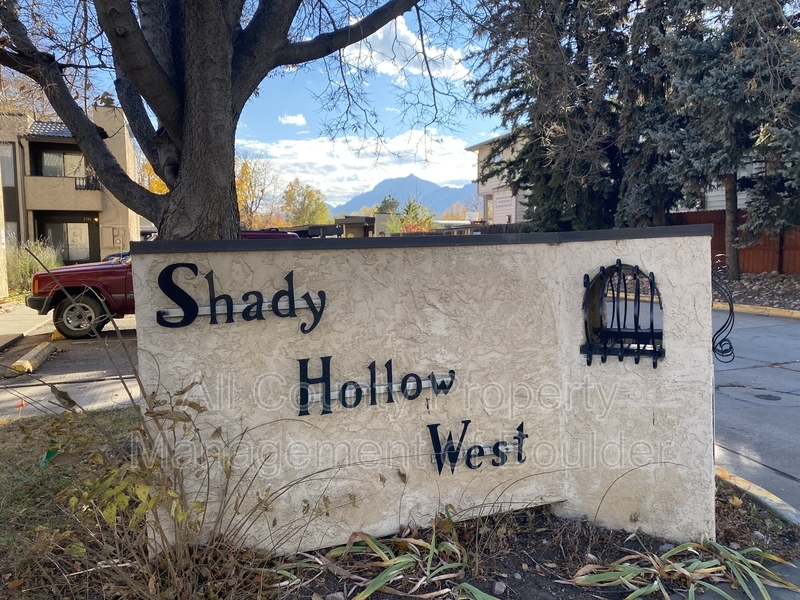 Shady
Hollow
West
All County Property
Management Boulder